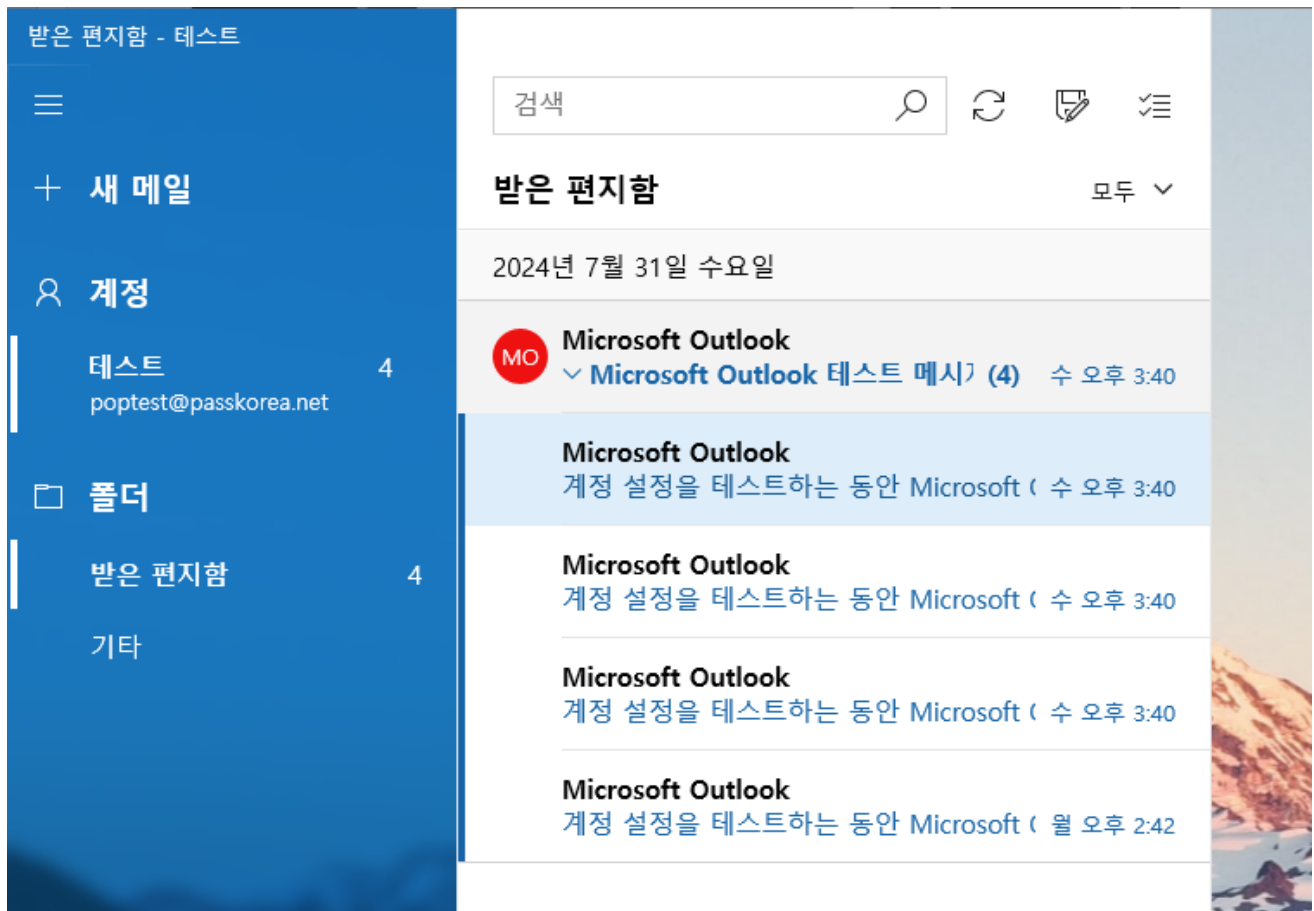 받은 편지함 - 테스트
검색
새 메일
받은 편지함
모두
2024년 7월 31일 수요일
계정
테스트 4
poptest@passkorea.net
폴더
받은 편지함 4
기타
MO
Microsoft Outlook
Microsoft Outlook 테스트 메시 (4) 수 오후 3:40
Microsoft Outlook
계정 설정을 테스트하는 동안 Microsoft 수 오후 3:40
Microsoft Outlook
계정 설정을 테스트하는 동안 Microsoft 수 오후 3:40
Microsoft Outlook
계정 설정을 테스트하는 동안 Microsoft 수 오후 3:40
Microsoft Outlook
계정 설정을 테스트하는 동안 Microsoft 월 오후 2:42